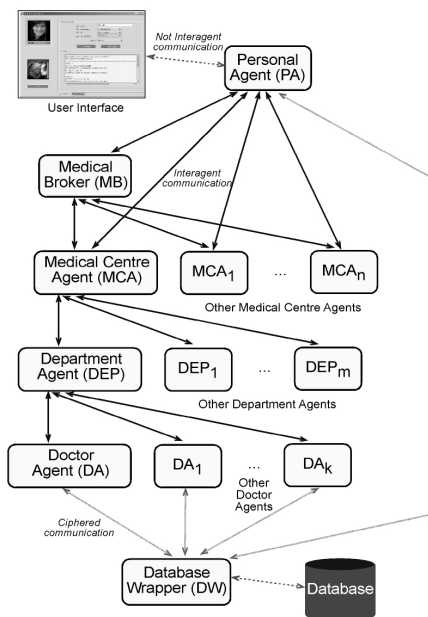 Not Interagent
communication
Personal
Agent (PA)
User Interface
Medical
Broker (MB)
Interagent
communication
Medical Centre
Agent (MCA)
MCA1
...
MCAn
Other Medical Centre Agents
Department
Agent (DEP)
DEP1
...
DEPm
Other Department Agents
Doctor
Agent (DA)
DA1
...
DAk
Other
Doctor
Agents
Ciphered
communication
Database
Wrapper (DW)
Database